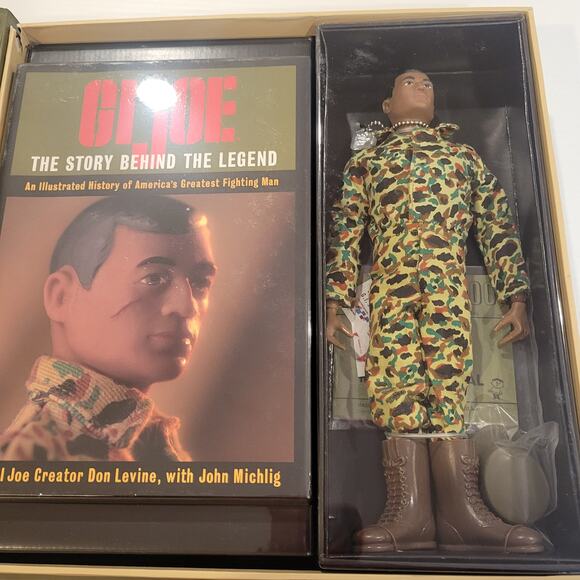 GI JOE
THE STORY BEHIND THE LEGEND
An Illustrated History of America's Greatest Fighting Man
l Joe Creator Don Levine, with John Michlig